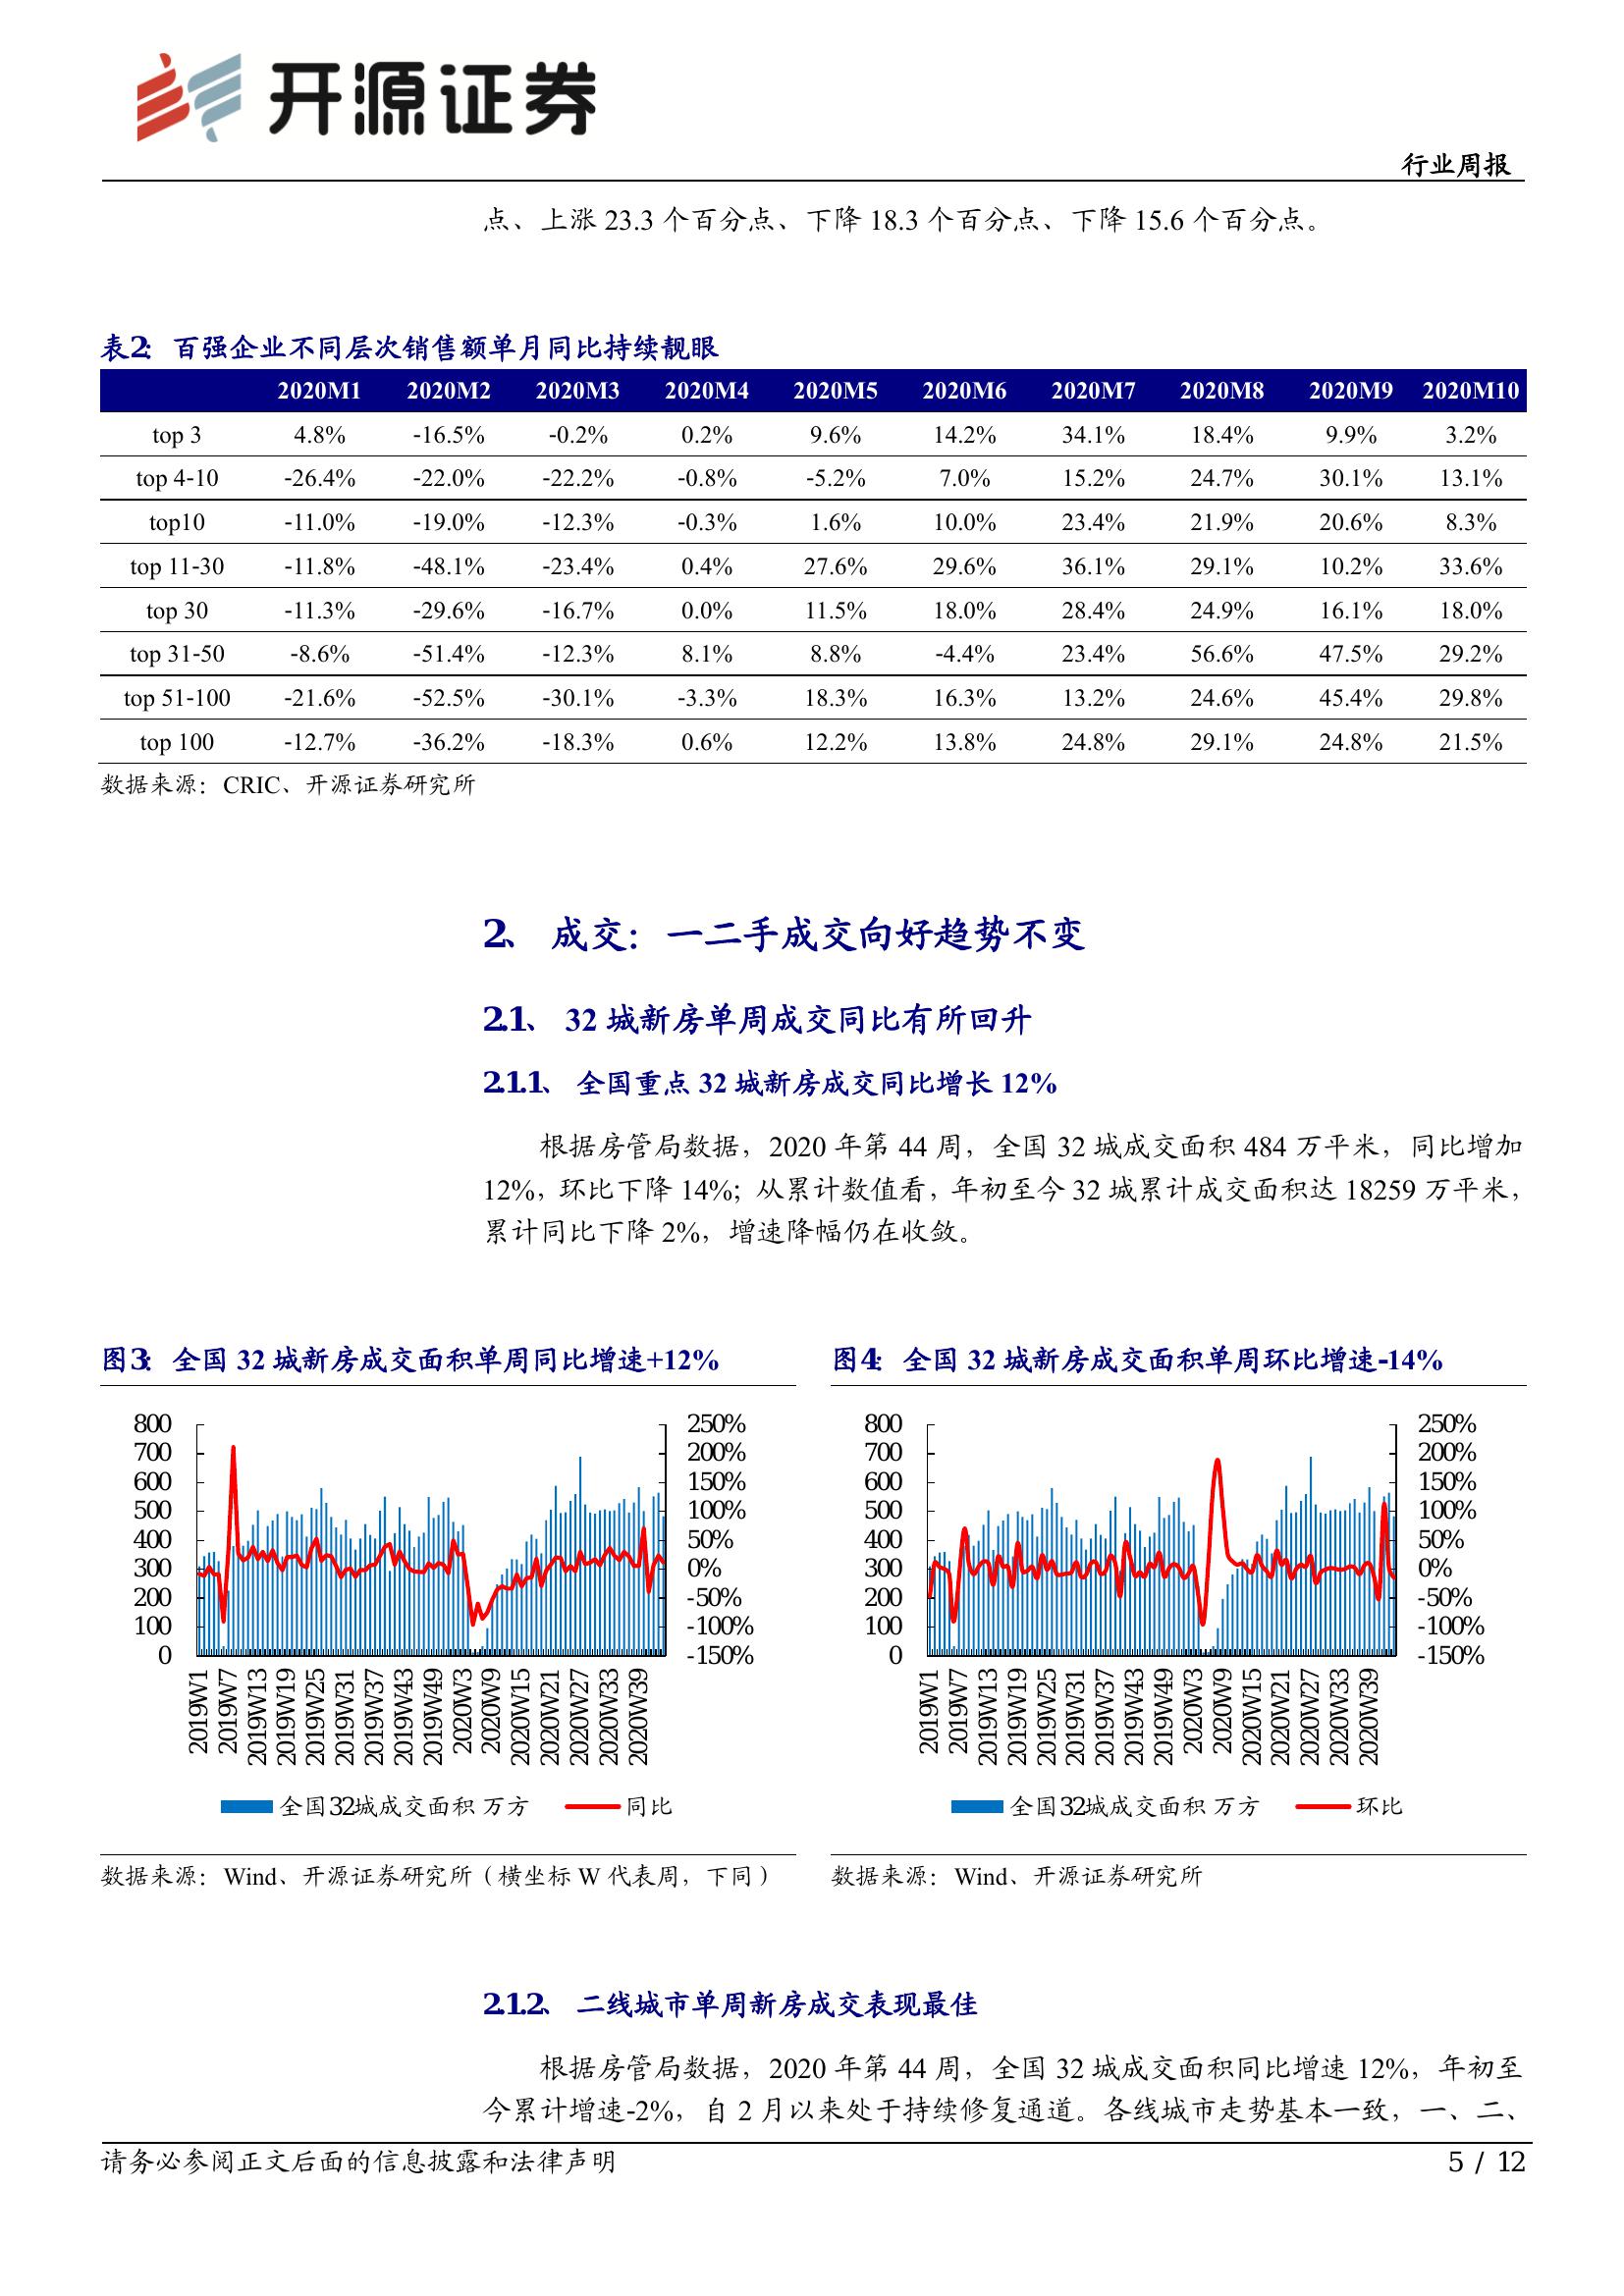 开源证券
行业周报
点、上涨 23.3 个百分点、下降 18.3 个百分点、下降 15.6 个百分点。
表2： 百强企业不同层次销售额单月同比持续靓眼
2020M1 2020M2 2020M3 2020M4 2020M5 2020M6 2020M7 2020M8 2020M9 2020M10
top 3 4.8% -16.5% -0.2% 0.2% 9.6% 14.2% 34.1% 18.4% 9.9% 3.2%
top 4-10 -26.4% -22.0% -22.2% -0.8% -5.2% 7.0% 15.2% 24.7% 30.1% 13.1%
top10 -11.0% -19.0% -12.3% -0.3% 1.6% 10.0% 23.4% 21.9% 20.6% 8.3%
top 11-30 -11.8% -48.1% -23.4% 0.4% 27.6% 29.6% 36.1% 29.1% 10.2% 33.6%
top 30 -11.3% -29.6% -16.7% 0.0% 11.5% 18.0% 28.4% 24.9% 16.1% 18.0%
top 31-50 -8.6% -51.4% -12.3% 8.1% 8.8% -4.4% 23.4% 56.6% 47.5% 29.2%
top 51-100 -21.6% -52.5% -30.1% -3.3% 18.3% 16.3% 13.2% 24.6% 45.4% 29.8%
top 100 -12.7% -36.2% -18.3% 0.6% 12.2% 13.8% 24.8% 29.1% 24.8% 21.5%
数据来源：CRIC、开源证券研究所
2、 成交：一二手成交向好趋势不变
2.1、 32 城新房单周成交同比有所回升
2.1.1、 全国重点 32 城新房成交同比增长 12%
根据房管局数据，2020 年第 44 周，全国 32 城成交面积 484 万平米，同比增加
12%，环比下降 14%；从累计数值看，年初至今 32 城累计成交面积达 18259 万平米，
累计同比下降 2%，增速降幅仍在收敛。
图3： 全国 32 城新房成交面积单周同比增速+12%
800 250%
700 200%
600 150%
500 100%
400 50%
300 0%
200 -50%
100 -100%
0 -150%
2019W1 2019W7 2019W13 2019W19 2019W25 2019W31 2019W37 2019W43 2019W49 2020W3 2020W9 2020W15 2020W21 2020W27 2020W33 2020W39
全国32城成交面积 万方 同比
数据来源：Wind、开源证券研究所（横坐标 W 代表周，下同）
图4： 全国 32 城新房成交面积单周环比增速-14%
800 250%
700 200%
600 150%
500 100%
400 50%
300 0%
200 -50%
100 -100%
0 -150%
2019W1 2019W7 2019W13 2019W19 2019W25 2019W31 2019W37 2019W43 2019W49 2020W3 2020W9 2020W15 2020W21 2020W27 2020W33 2020W39
全国32城成交面积 万方 环比
数据来源：Wind、开源证券研究所
2.1.2、 二线城市单周新房成交表现最佳
根据房管局数据，2020 年第 44 周，全国 32 城成交面积同比增速 12%，年初至
今累计增速-2%，自 2 月以来处于持续修复通道。各线城市走势基本一致，一、二、
请务必参阅正文后面的信息披露和法律声明
5 / 12